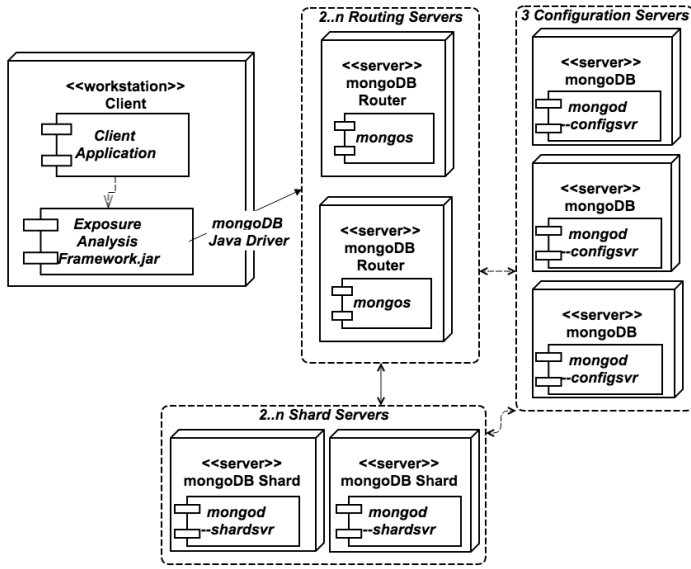 2..n Routing Servers
3 Configuration Servers
<<workstation>>
Client
Client
Application
Exposure
Analysis
Framework.jar
mongoDB
Java Driver
<<server>>
mongoDB
Router
mongos
<<server>>
mongoDB
Router
mongos
<<server>>
mongoDB
mongod
--configsvr
<<server>>
mongoDB
mongod
--configsvr
<<server>>
mongoDB
mongod
--configsvr
2..n Shard Servers
<<server>>
mongoDB Shard
mongod
--shardsvr
<<server>>
mongoDB Shard
mongod
--shardsvr